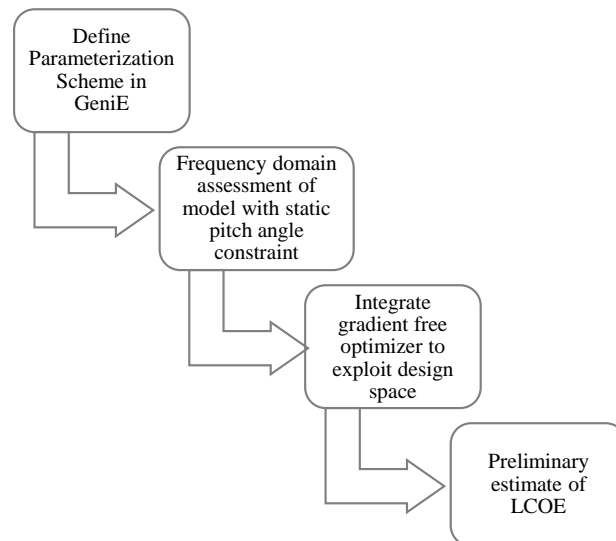 Define
Parameterization
Scheme in
GeniE
Frequency domain
assessment of
model with static
pitch angle
constraint
Integrate
gradient free
optimizer to
exploit design
space
Preliminary
estimate of
LCOE